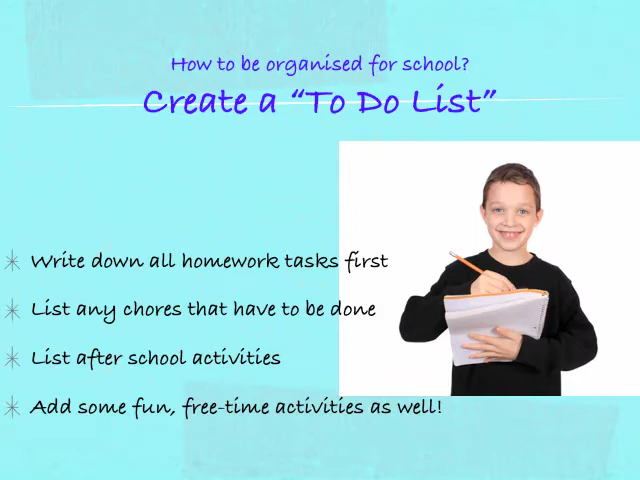 How to be organised for school?
Create a “To Do List”
Write down all homework tasks first
List any chores that have to be done
List after school activities
Add some fun, free-time activities as well!